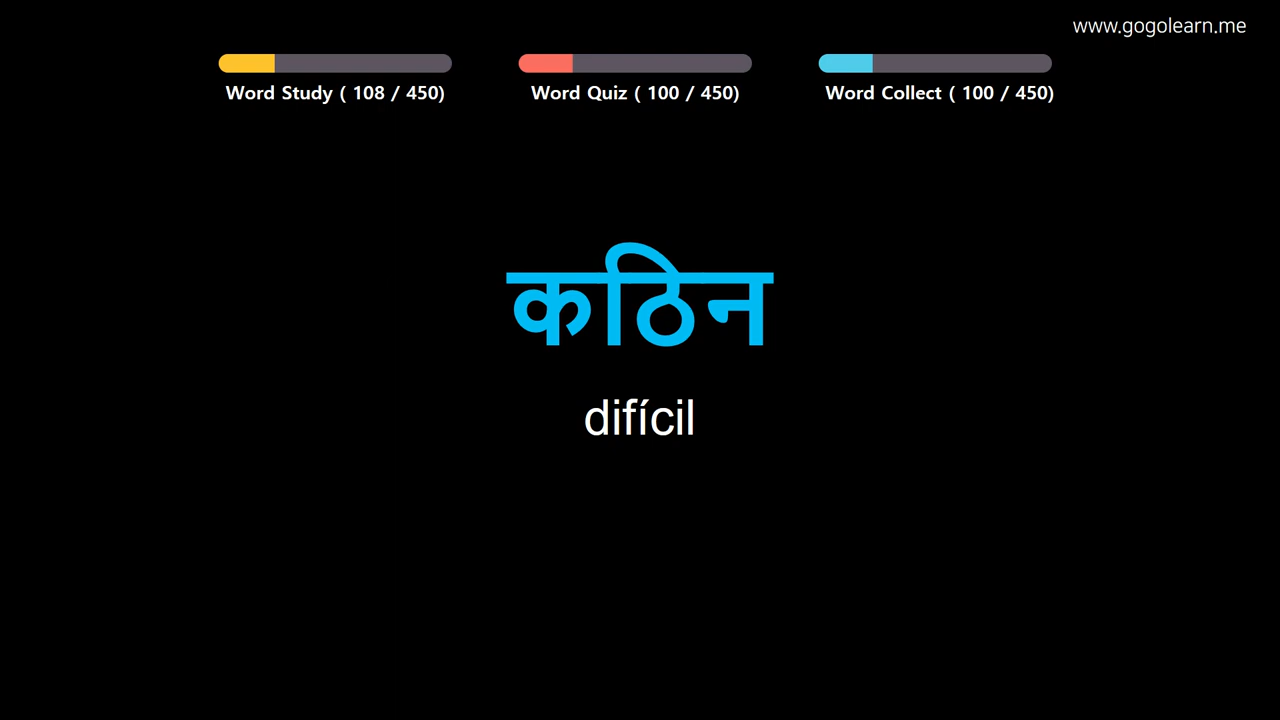 www.gogolearn.me
Word Study ( 108 / 450)
Word Quiz ( 100 / 450)
Word Collect ( 100 / 450)
कठिन
difícil